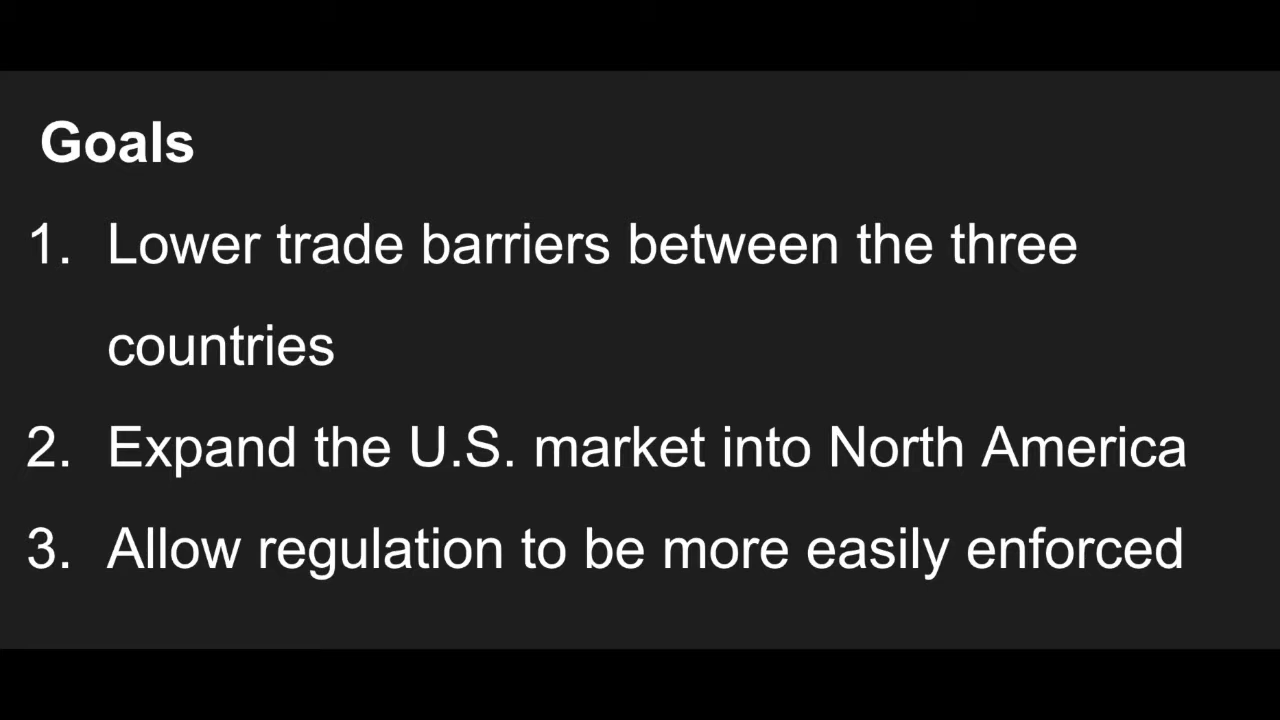 Goals
1. Lower trade barriers between the three
countries
2. Expand the U.S. market into North America
3. Allow regulation to be more easily enforced